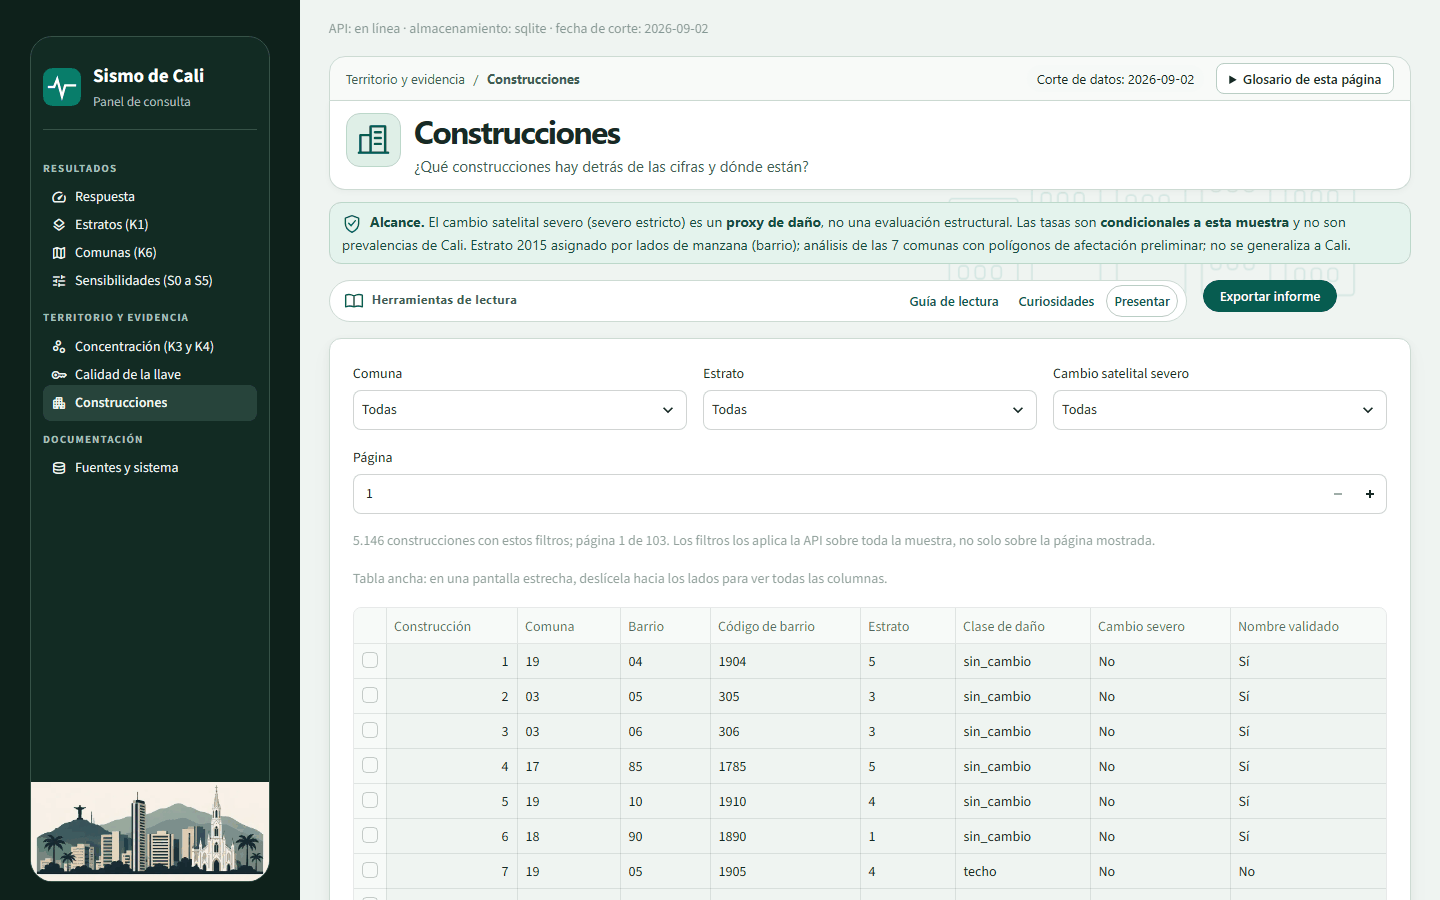 API: en línea · almacenamiento: sqlite · fecha de corte: 2026-09-02
Sismo de Cali
Panel de consulta
RESULTADOS
Respuesta
Estratos (K1)
Comunas (K6)
Sensibilidades (S0 a S5)
TERRITORIO Y EVIDENCIA
Concentración (K3 y K4)
Calidad de la llave
Construcciones
DOCUMENTACIÓN
Fuentes y sistema
Territorio y evidencia / Construcciones
Corte de datos: 2026-09-02
Glosario de esta página
Construcciones
¿Qué construcciones hay detrás de las cifras y dónde están?
Alcance. El cambio satelital severo (severo estricto) es un proxy de daño, no una evaluación estructural. Las tasas son condicionales a esta muestra y no son
prevalencias de Cali. Estrato 2015 asignado por lados de manzana (barrio); análisis de las 7 comunas con polígonos de afectación preliminar; no se generaliza a Cali.
Herramientas de lectura
Guía de lectura Curiosidades Presentar
Exportar informe
Comuna Estrato Cambio satelital severo
Todas Todas Todas
Página
1
5.146 construcciones con estos filtros; página 1 de 103. Los filtros los aplica la API sobre toda la muestra, no solo sobre la página mostrada.
Tabla ancha: en una pantalla estrecha, deslícela hacia los lados para ver todas las columnas.
Construcción Comuna Barrio Código de barrio Estrato Clase de daño Cambio severo Nombre validado
1 19 04 1904 5 sin_cambio No Sí
2 03 05 305 3 sin_cambio No Sí
3 03 06 306 3 sin_cambio No Sí
4 17 85 1785 5 sin_cambio No Sí
5 19 10 1910 4 sin_cambio No Sí
6 18 90 1890 1 sin_cambio No Sí
7 19 05 1905 4 techo No No